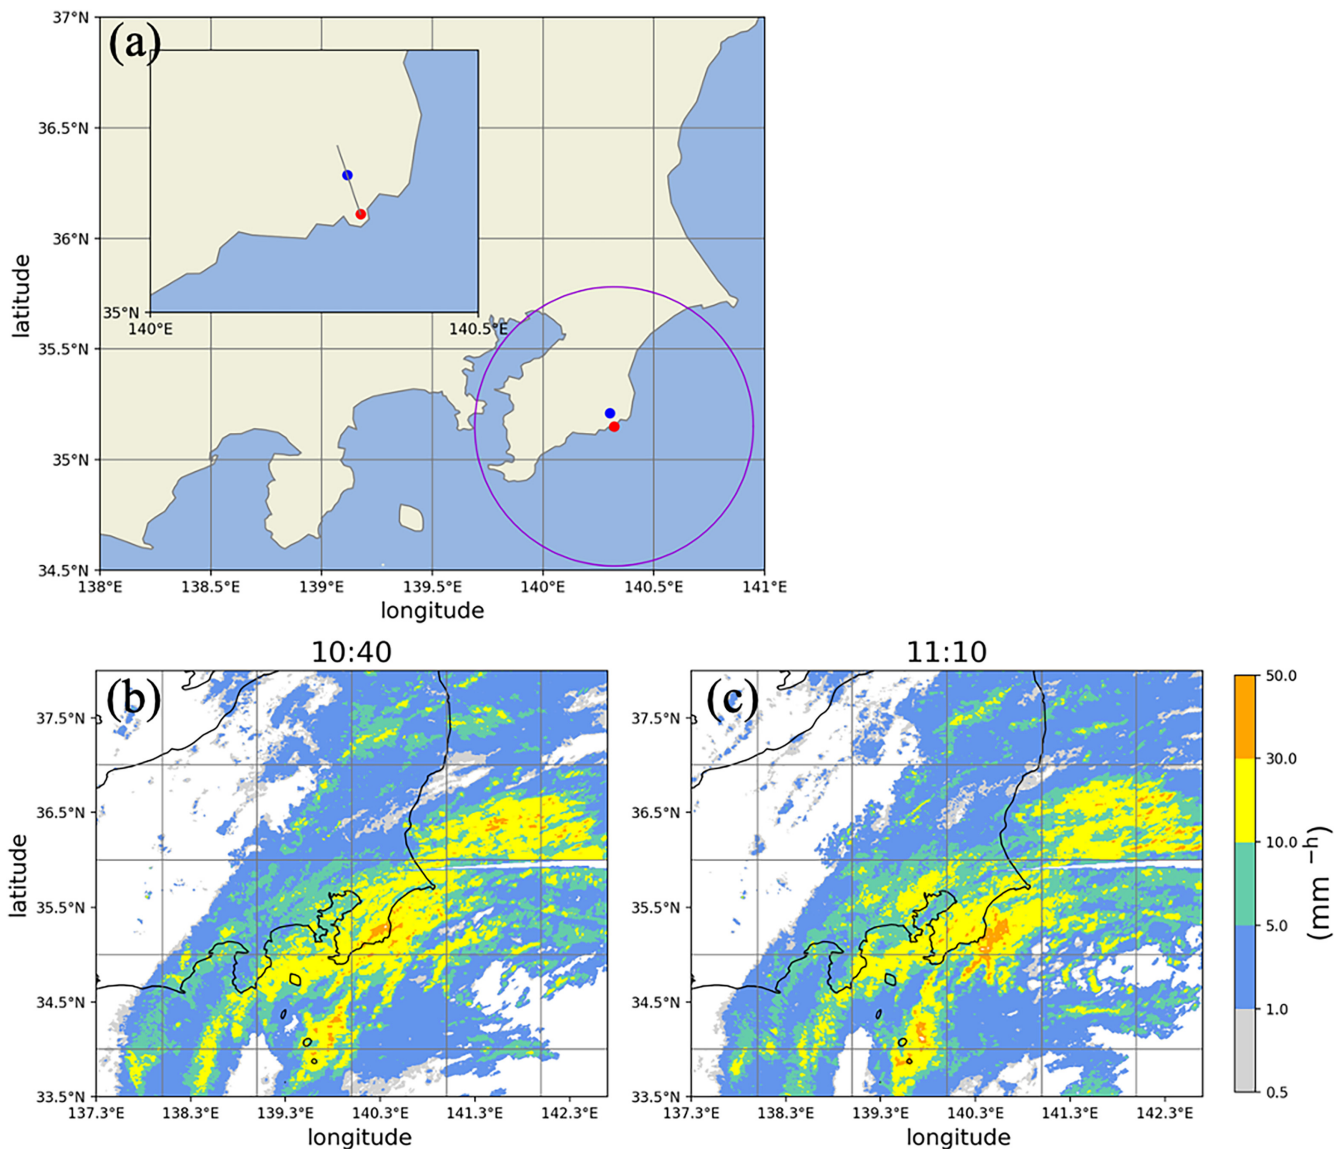 37°N
(a)
36.5°N
36°N
35°N
140°E
140.5°E
35.5°N
35°N
34.5°N
latitude
138°E
138.5°E
139°E
139.5°E
140°E
140.5°E
141°E
longitude
10:40
(b)
37.5°N
36.5°N
35.5°N
34.5°N
33.5°N
latitude
137.3°E
138.3°E
139.3°E
140.3°E
141.3°E
142.3°E
longitude
11:10
(c)
37.5°N
36.5°N
35.5°N
34.5°N
33.5°N
137.3°E
138.3°E
139.3°E
140.3°E
141.3°E
142.3°E
longitude
50.0
30.0
10.0
5.0
1.0
0.5
(mm −h)